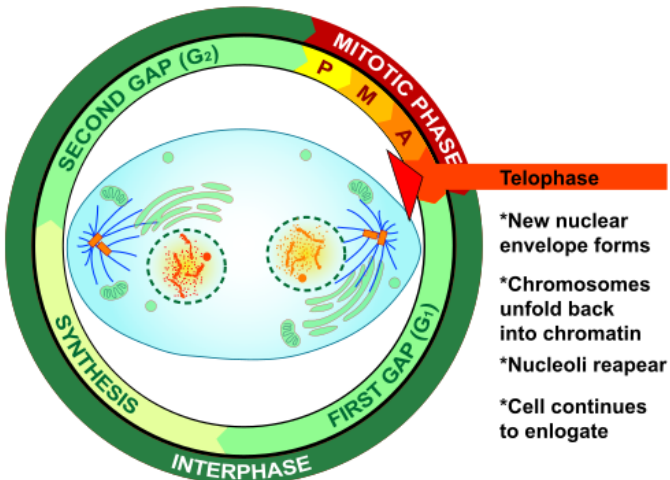 SECOND GAP (G2)
MITOTIC PHASE
P
M
A
Telophase
*New nuclear
envelope forms
*Chromosomes
unfold back
into chromatin
*Nucleoli reapear
*Cell continues
to enlogate
SYNTHESIS
FIRST GAP (G1)
INTERPHASE